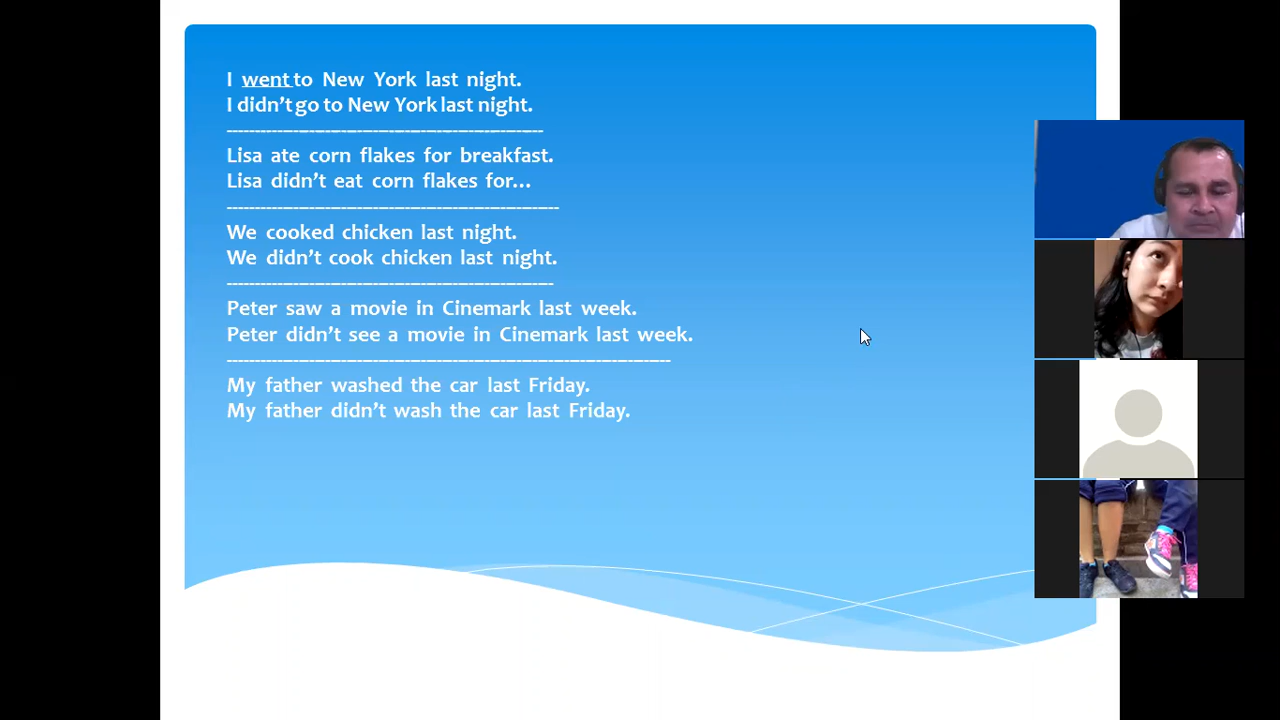 I went to New York last night.
I didn't go to New York last night.
---------------------------------------------------------
Lisa ate corn flakes for breakfast.
Lisa didn't eat corn flakes for...
------------------------------------------------------------
We cooked chicken last night.
We didn't cook chicken last night.
-----------------------------------------------------------
Peter saw a movie in Cinemark last week.
Peter didn't see a movie in Cinemark last week.
--------------------------------------------------------------------------------
My father washed the car last Friday.
My father didn't wash the car last Friday.